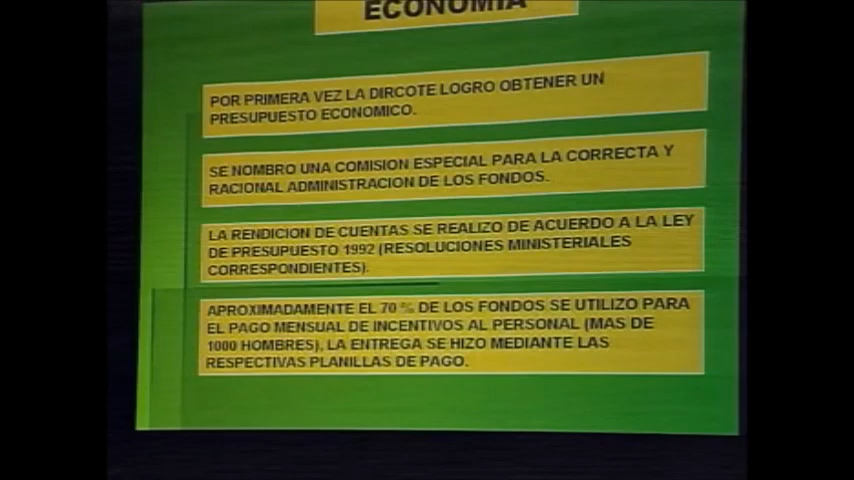 ECONOMIA
POR PRIMERA VEZ LA DIRCOTE LOGRO OBTENER UN
PRESUPUESTO ECONOMICO.
SE NOMBRO UNA COMISION ESPECIAL PARA LA CORRECTA Y
RACIONAL ADMINISTRACION DE LOS FONDOS.
LA RENDICION DE CUENTAS SE REALIZO DE ACUERDO A LA LEY
DE PRESUPUESTO 1992 (RESOLUCIONES MINISTERIALES
CORRESPONDIENTES).
APROXIMADAMENTE EL 70 % DE LOS FONDOS SE UTILIZO PARA
EL PAGO MENSUAL DE INCENTIVOS AL PERSONAL (MAS DE
1000 HOMBRES), LA ENTREGA SE HIZO MEDIANTE LAS
RESPECTIVAS PLANILLAS DE PAGO.